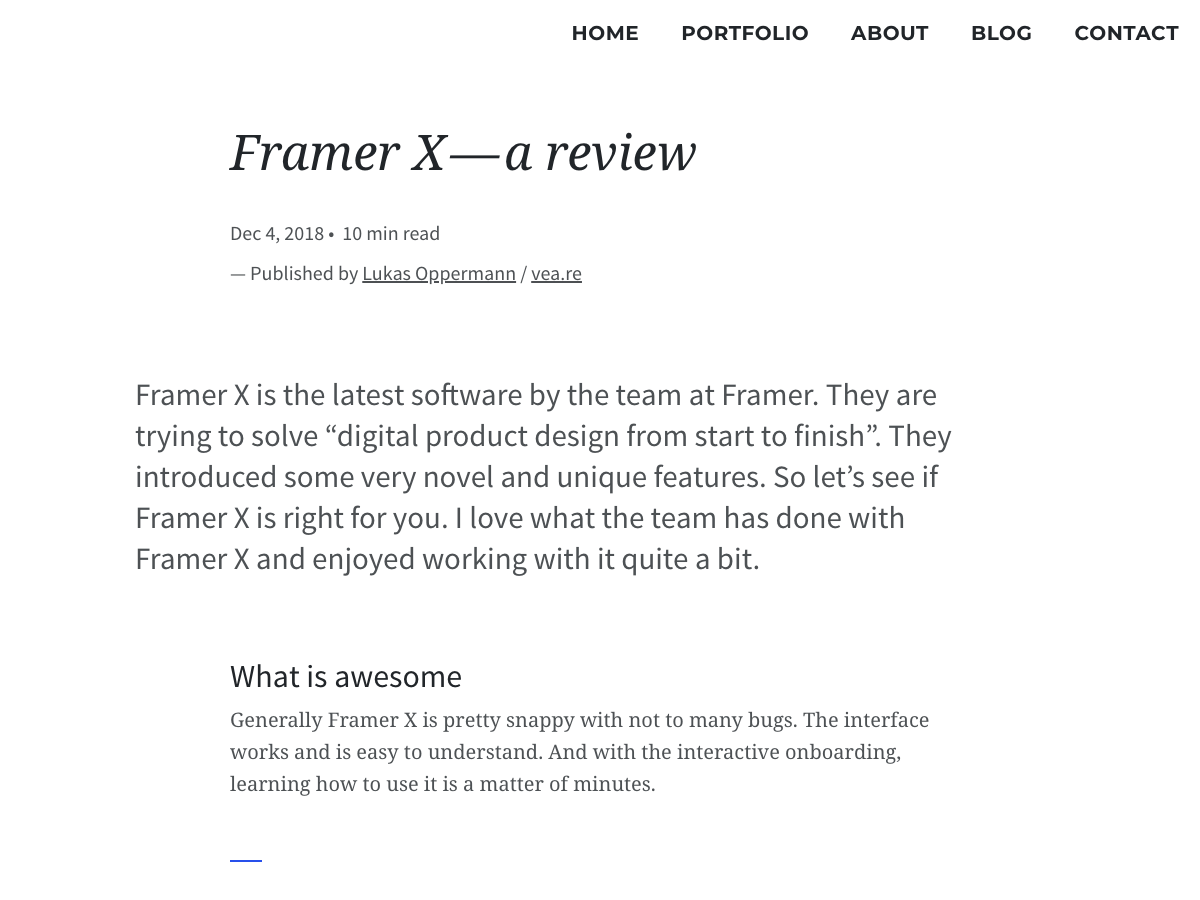 HOME PORTFOLIO ABOUT BLOG CONTACT
Framer X — a review
Dec 4, 2018 • 10 min read
— Published by Lukas Oppermann / vea.re
Framer X is the latest software by the team at Framer. They are
trying to solve “digital product design from start to finish”. They
introduced some very novel and unique features. So let’s see if
Framer X is right for you. I love what the team has done with
Framer X and enjoyed working with it quite a bit.
What is awesome
Generally Framer X is pretty snappy with not to many bugs. The interface
works and is easy to understand. And with the interactive onboarding,
learning how to use it is a matter of minutes.